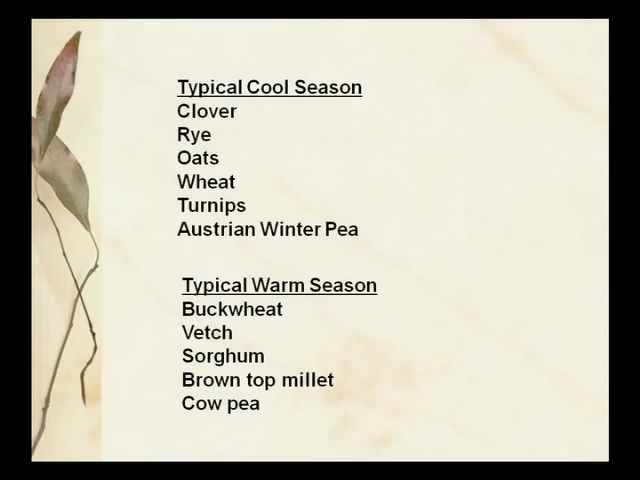 Typical Cool Season
Clover
Rye
Oats
Wheat
Turnips
Austrian Winter Pea
Typical Warm Season
Buckwheat
Vetch
Sorghum
Brown top millet
Cow pea